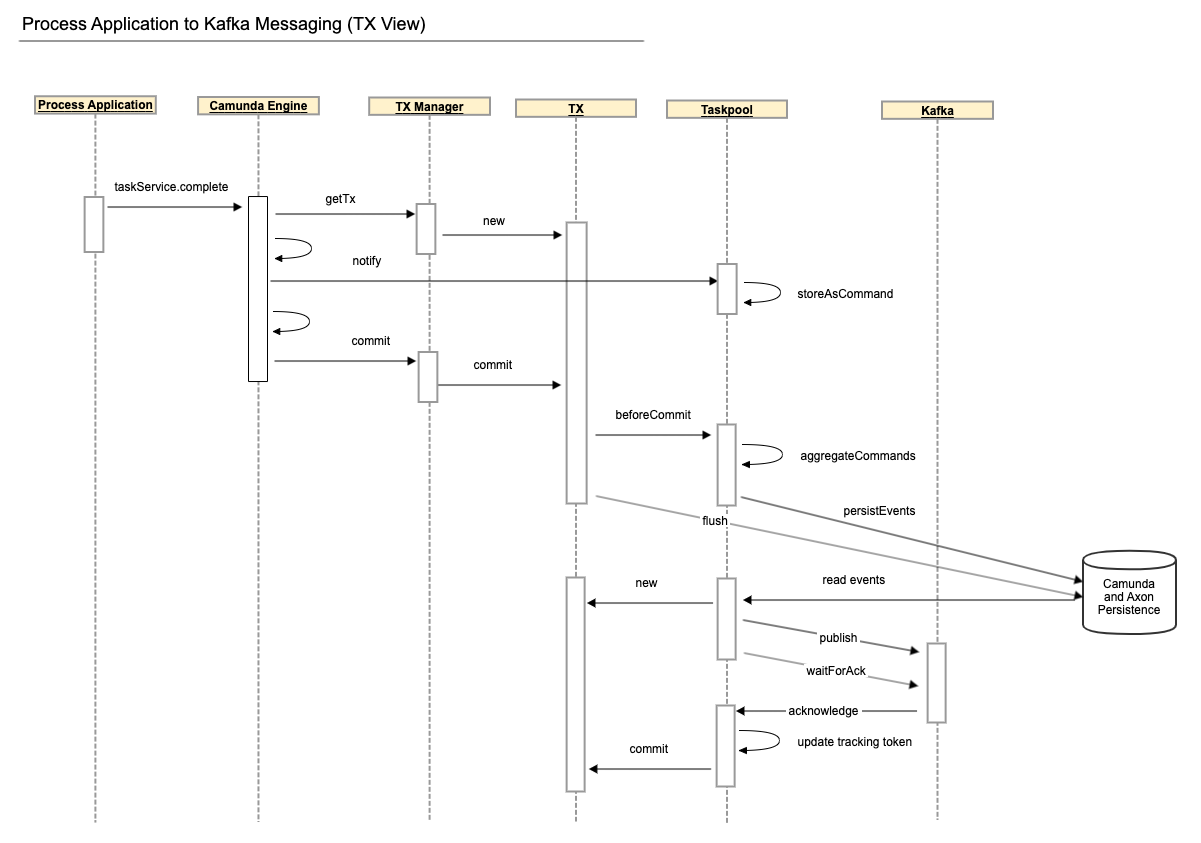 Process Application to Kafka Messaging (TX View)
Process Application
Camunda Engine
TX Manager
TX
Taskpool
Kafka
taskService.complete
getTx
new
notify
storeAsCommand
commit
commit
beforeCommit
aggregateCommands
persistEvents
flush
new
read events
Camunda
and Axon
Persistence
publish
waitForAck
acknowledge
update tracking token
commit